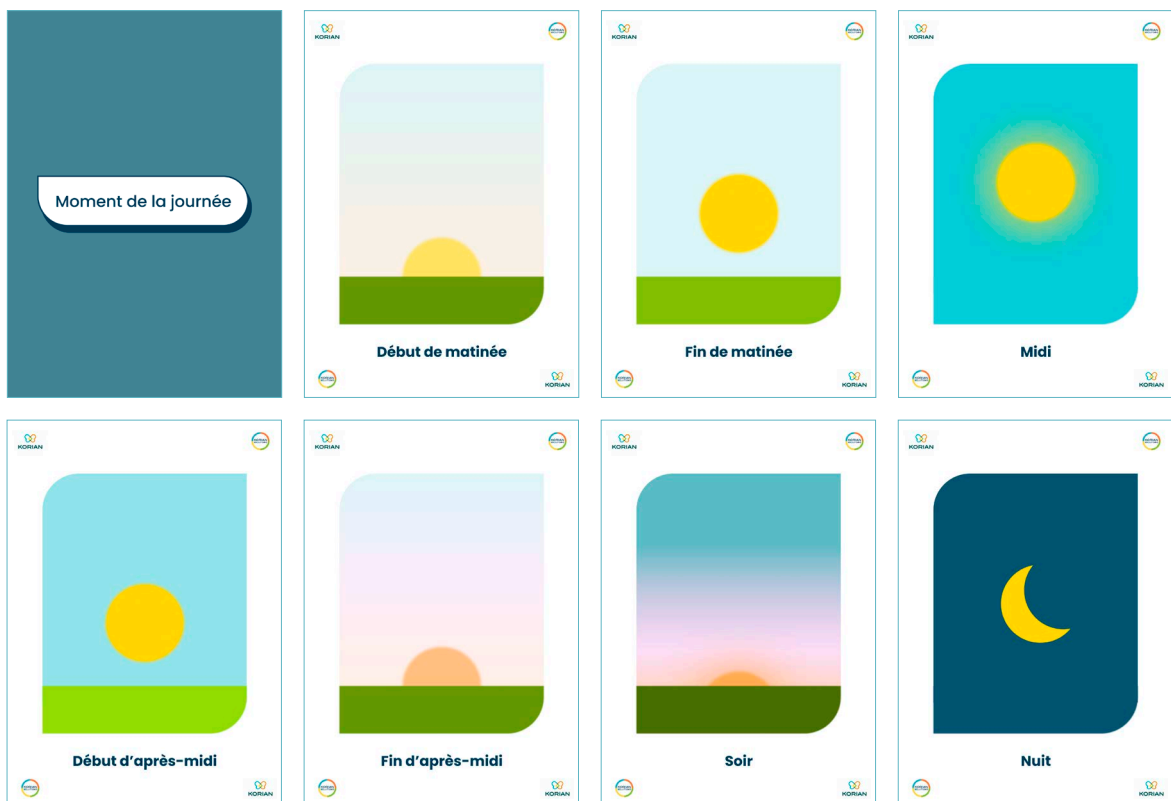 KORIAN
KORIAN
KORIAN
Moment de la journée
Début de matinée
Fin de matinée
Midi
KORIAN
KORIAN
KORIAN
KORIAN
KORIAN
KORIAN
KORIAN
Début d'après-midi
Fin d'après-midi
Soir
Nuit
KORIAN
KORIAN
KORIAN
KORIAN